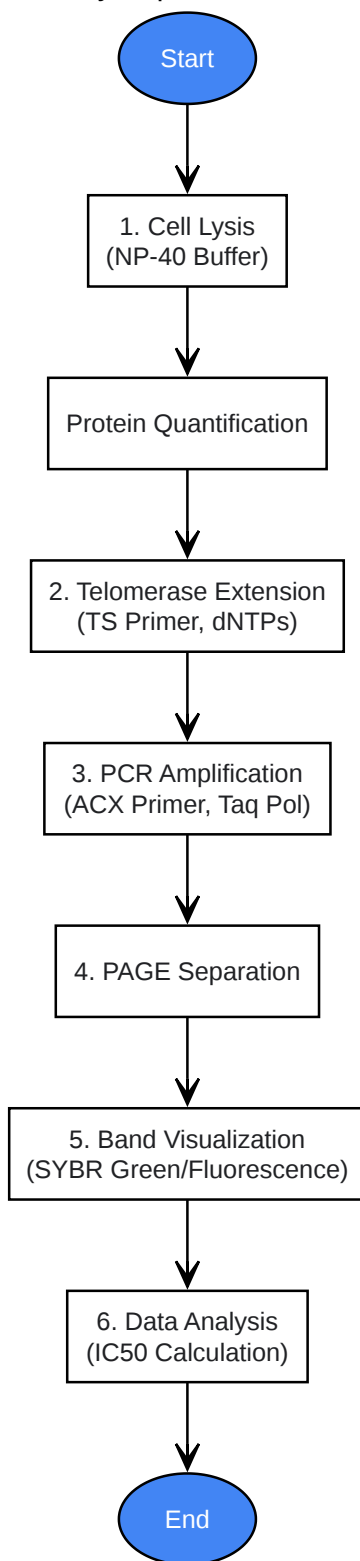 Start
1. Cell Lysis
(NP-40 Buffer)
Protein Quantification
2. Telomerase Extension
(TS Primer, dNTPs)
3. PCR Amplification
(ACX Primer, Taq Pol)
4. PAGE Separation
5. Band Visualization
(SYBR Green/Fluorescence)
6. Data Analysis
(IC50 Calculation)
End